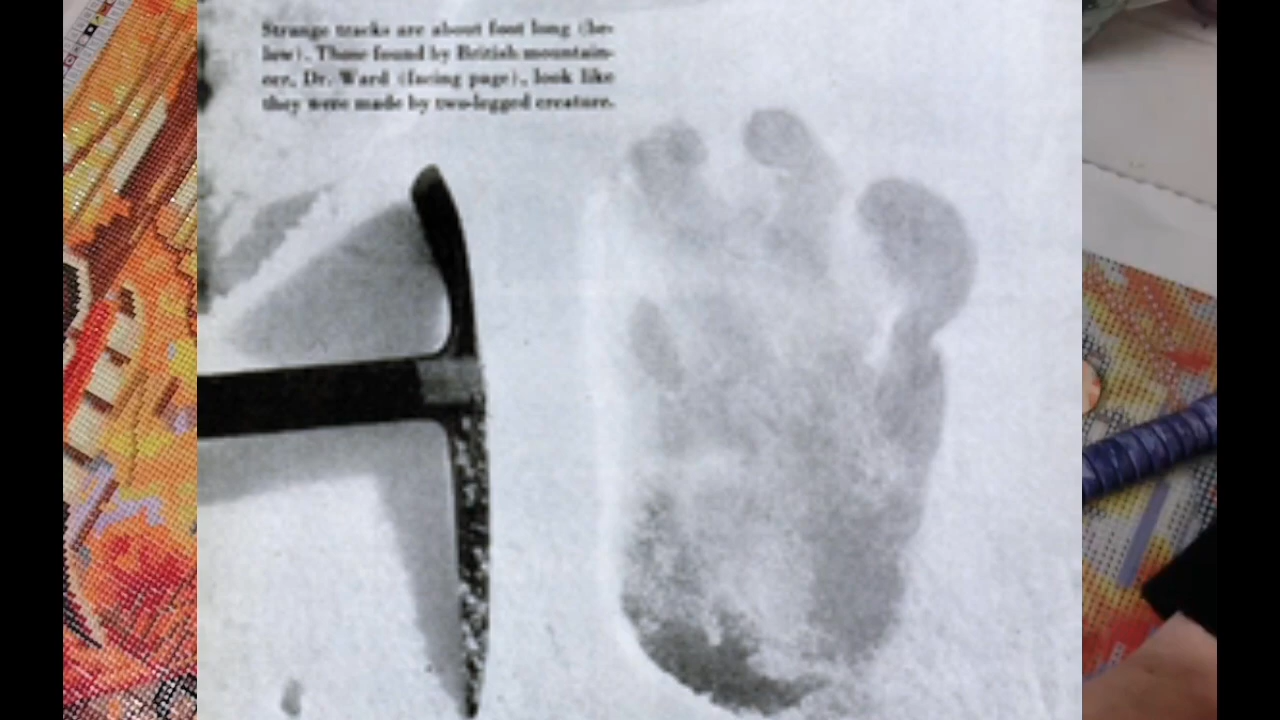 Strange tracks are about foot long (be-
low). Those found by British mountain-
eer, Dr. Ward (facing page), look like
they were made by two-legged creature.